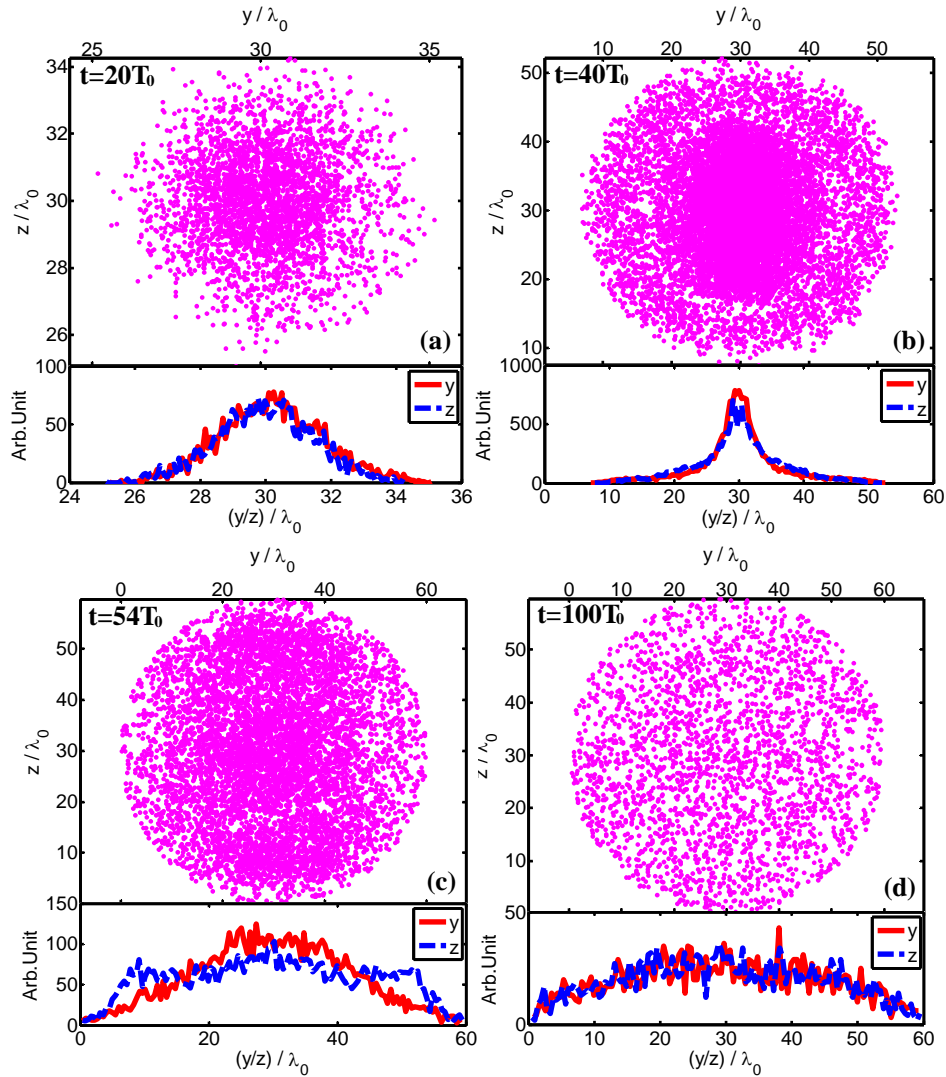 y / λ₀
25 30 35
t=20T₀
z / λ₀
34
32
30
28
26
(a)
100
50
0
Arb.Unit
y
z
24 26 28 30 32 34 36
(y/z) / λ₀
y / λ₀
10 20 30 40 50
t=40T₀
z / λ₀
50
40
30
20
10
(b)
1000
500
0
Arb.Unit
y
z
0 10 20 30 40 50 60
(y/z) / λ₀
y / λ₀
0 20 40 60
t=54T₀
z / λ₀
50
40
30
20
10
(c)
150
100
50
0
Arb.Unit
y
z
0 20 40 60
(y/z) / λ₀
y / λ₀
0 10 20 30 40 50 60
t=100T₀
z / λ₀
50
40
30
20
10
(d)
50
0
Arb.Unit
y
z
0 10 20 30 40 50 60
(y/z) / λ₀